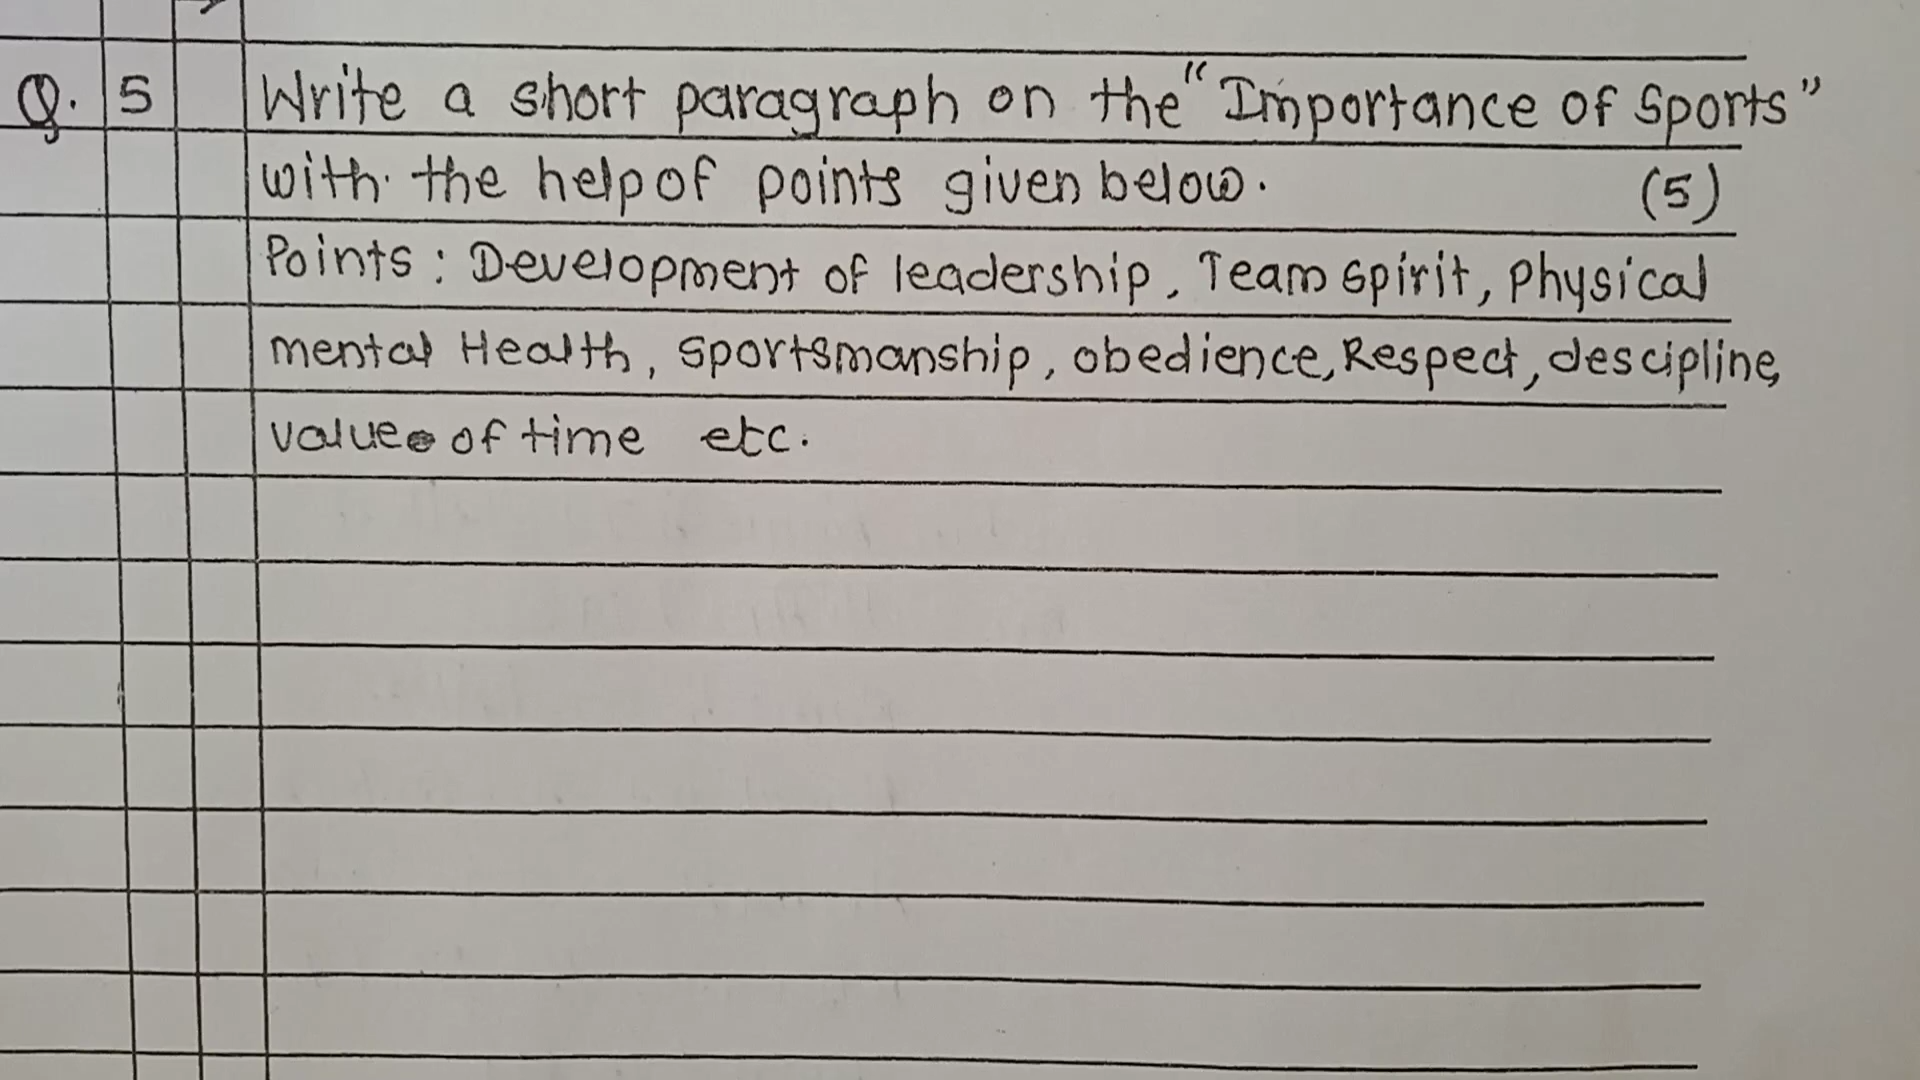 Q. 5 Write a short paragraph on the "Importance of Sports"
with the help of points given below. (5)
Points : Development of leadership, Team spirit, Physical
mental Health, sportsmanship, obedience, Respect, descipline,
value of time etc.